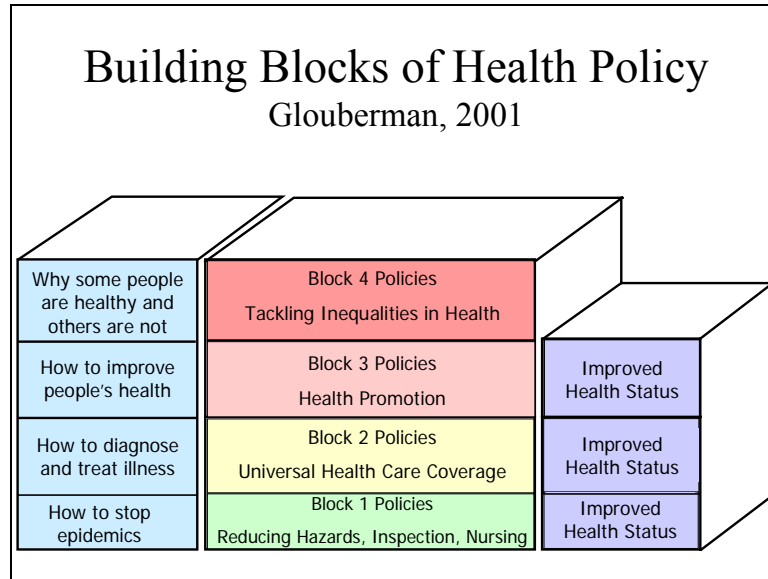 Building Blocks of Health Policy
Glouberman, 2001
Why some people
are healthy and
others are not
Block 4 Policies
Tackling Inequalities in Health
How to improve
people's health
Block 3 Policies
Health Promotion
Improved
Health Status
How to diagnose
and treat illness
Block 2 Policies
Universal Health Care Coverage
Improved
Health Status
How to stop
epidemics
Block 1 Policies
Reducing Hazards, Inspection, Nursing
Improved
Health Status